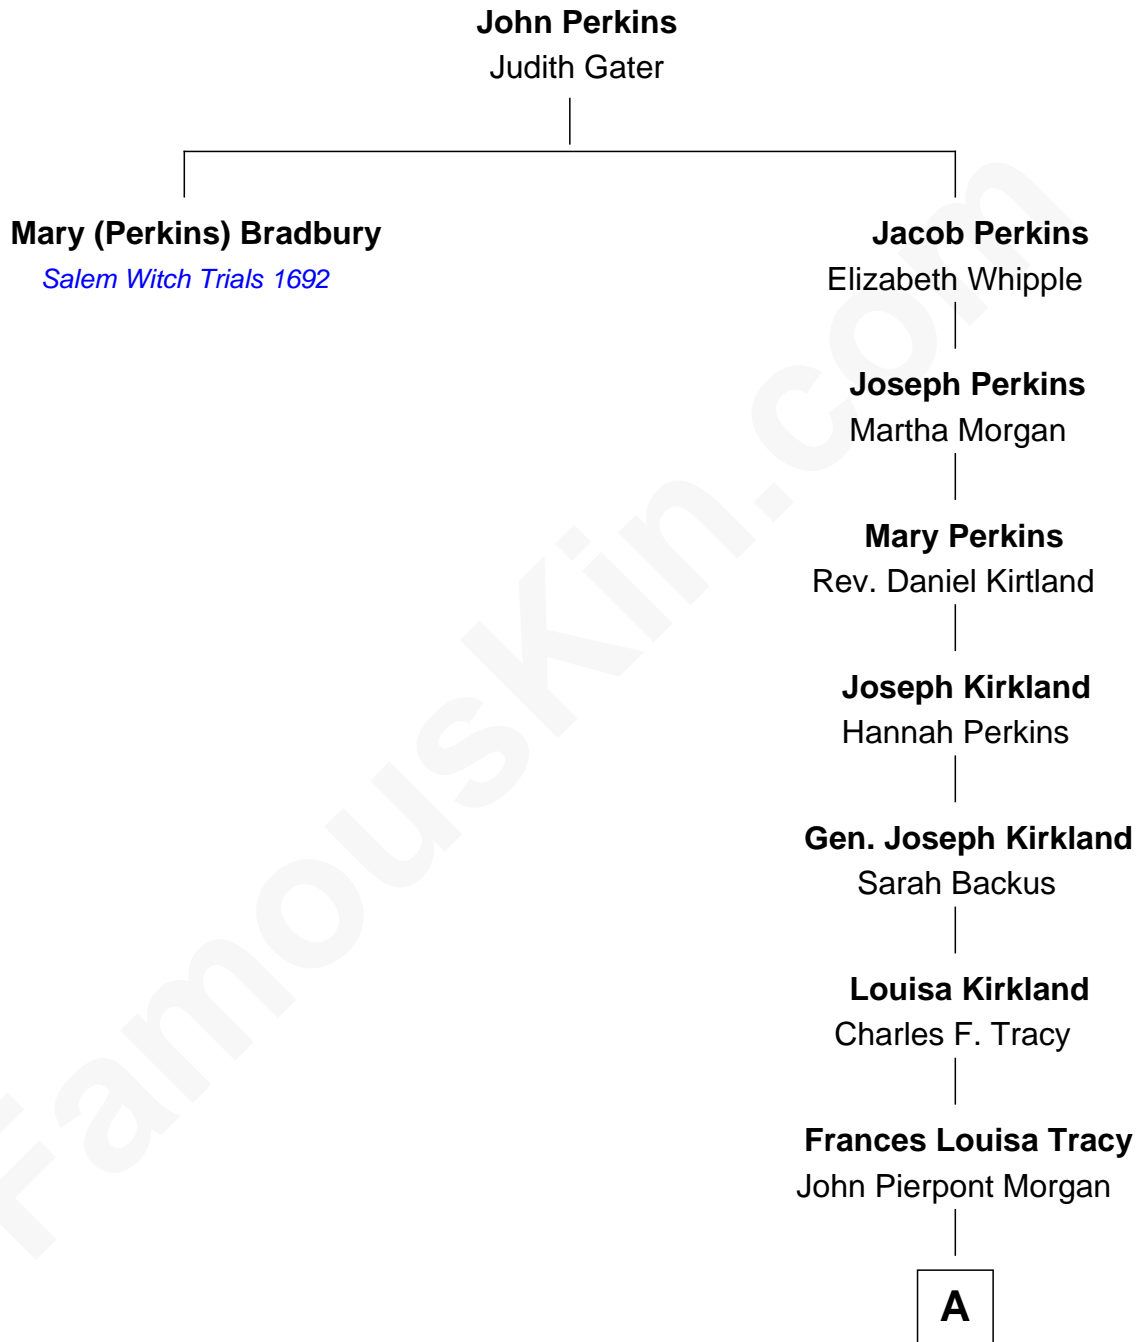 John Perkins
Judith Gater
Mary (Perkins) Bradbury
Salem Witch Trials 1692
Jacob Perkins
Elizabeth Whipple
Joseph Perkins
Martha Morgan
Mary Perkins
Rev. Daniel Kirtland
Joseph Kirkland
Hannah Perkins
Gen. Joseph Kirkland
Sarah Backus
Louisa Kirkland
Charles F. Tracy
Frances Louisa Tracy
John Pierpont Morgan
A
FamousKin.com